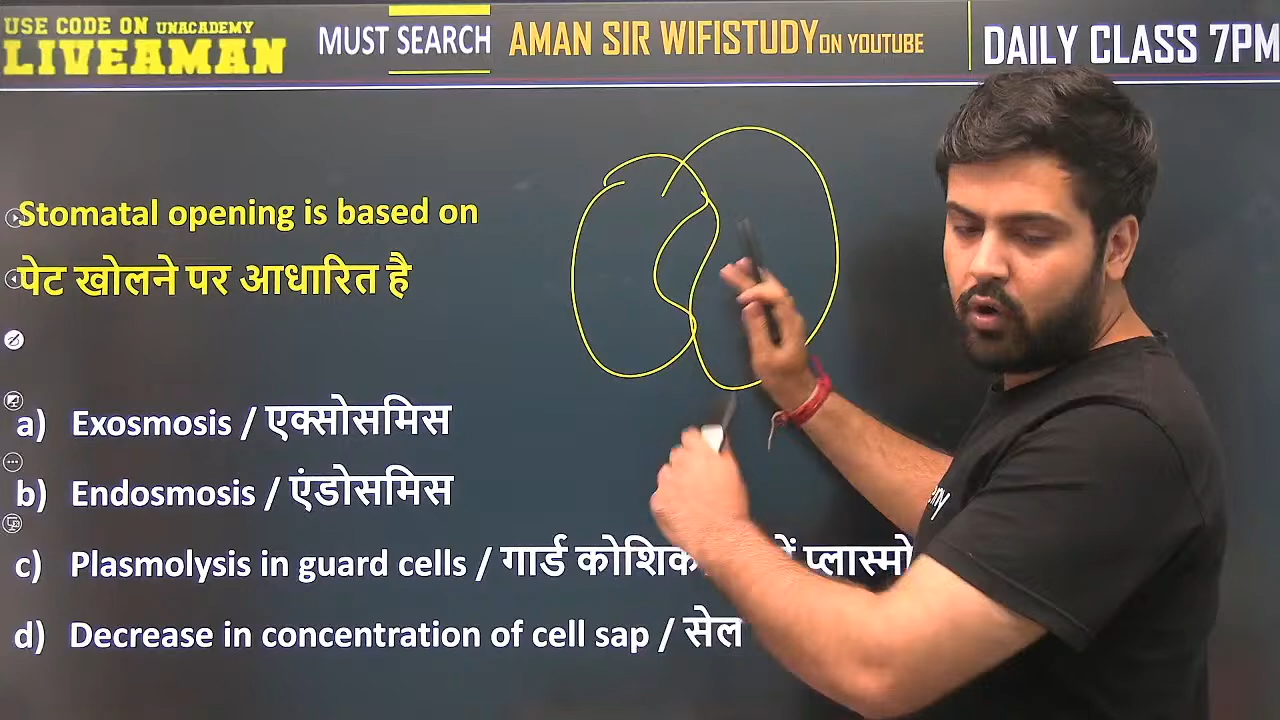 USE CODE ON UNACADEMY
LIVEAMAN
MUST SEARCH
AMAN SIR WIFISTUDY ON YOUTUBE
DAILY CLASS 7PM
Stomatal opening is based on
पेट खोलने पर आधारित है
a) Exosmosis / एक्सोसमिस
b) Endosmosis / एंडोसमिस
c) Plasmolysis in guard cells / गार्ड
d) Decrease in concentration of cell sap / सेल